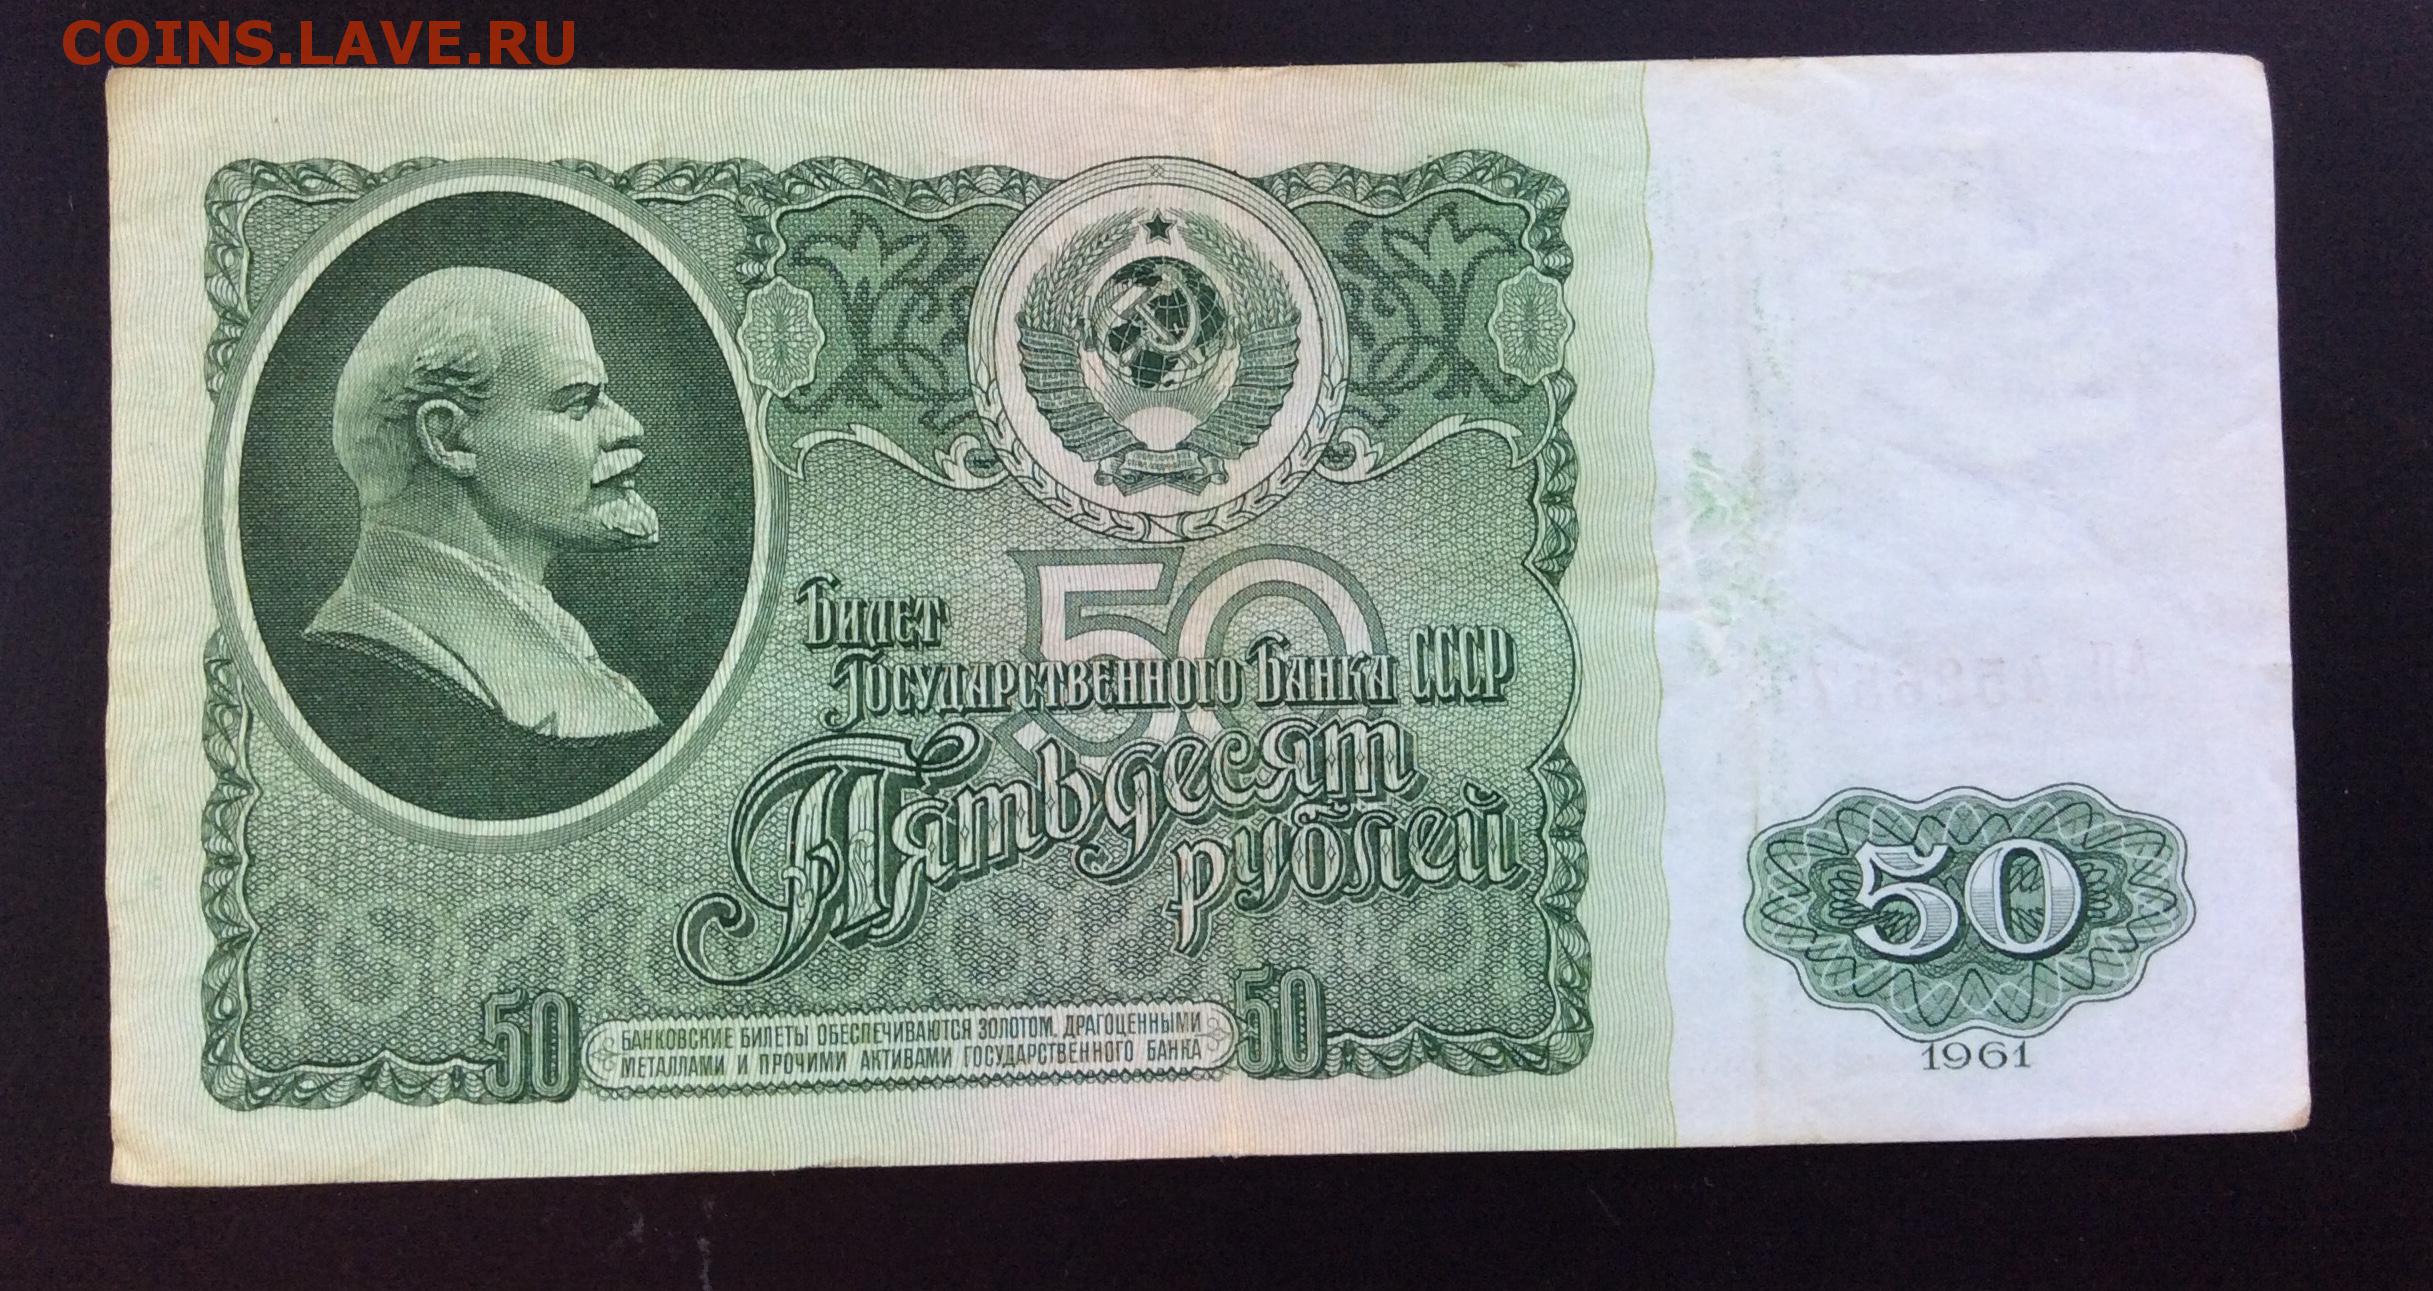 COINS.LAVE.RU
50
Билет
Государственного Банка СССР
Пятьдесят
рублей
50
50
БАНКОВСКИЕ БИЛЕТЫ ОБЕСПЕЧИВАЮТСЯ ЗОЛОТОМ, ДРАГОЦЕННЫМИ
МЕТАЛЛАМИ И ПРОЧИМИ АКТИВАМИ ГОСУДАРСТВЕННОГО БАНКА
50
1961